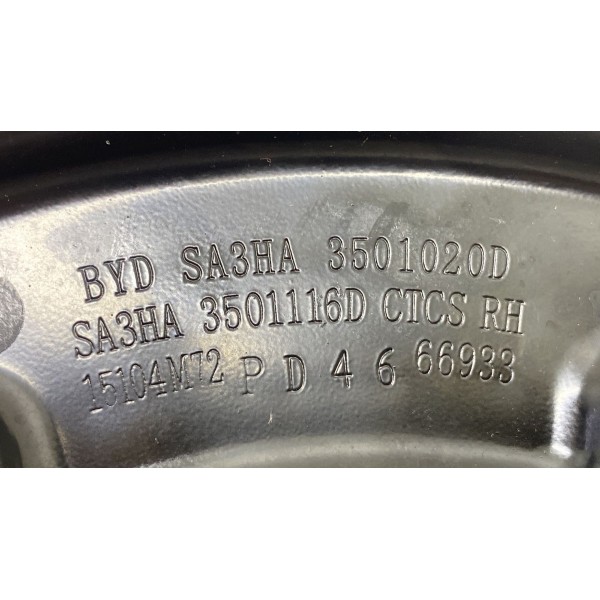 BYD SA3HA 3501020D
SA3HA 3501116D CTCS RH
15104M72 P D 4 6 66933